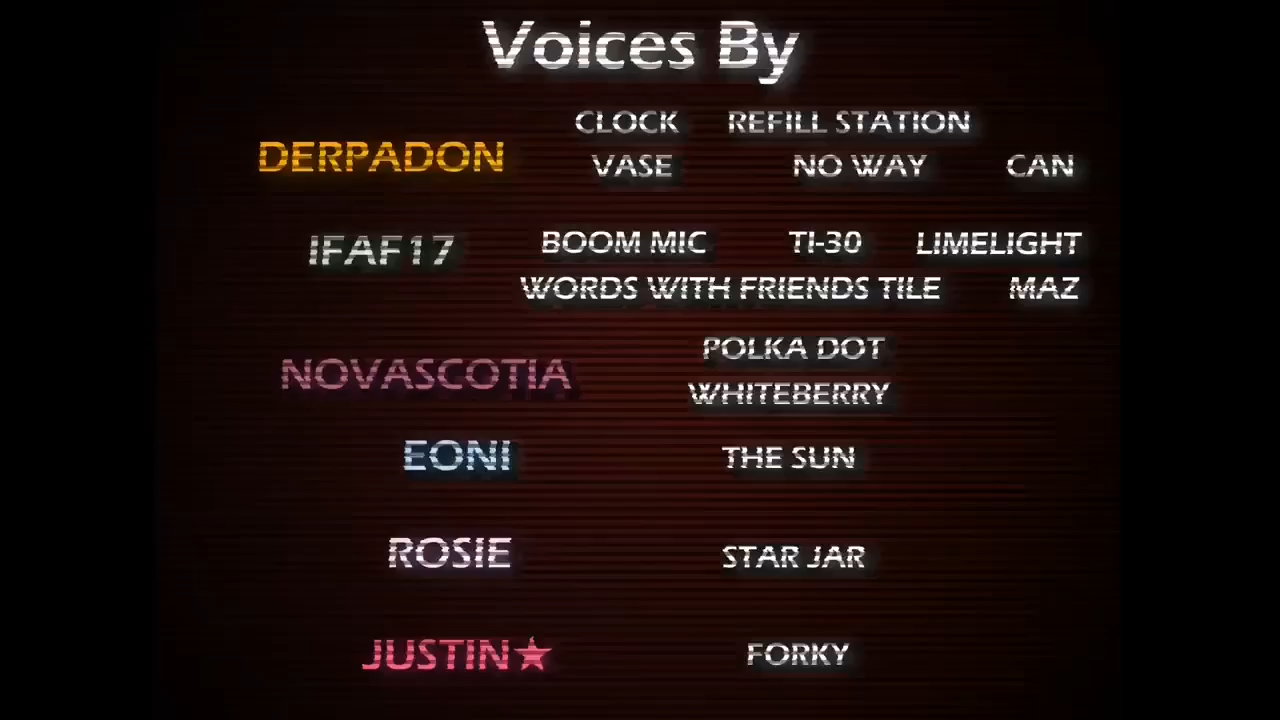 Voices By
CLOCK REFILL STATION
DERPADON
VASE NO WAY CAN
IFAF17
BOOM MIC TI-30 LIMELIGHT
WORDS WITH FRIENDS TILE MAZ
NOVASCOTIA
POLKA DOT
WHITEBERRY
EONI THE SUN
ROSIE STAR JAR
JUSTIN★ FORKY